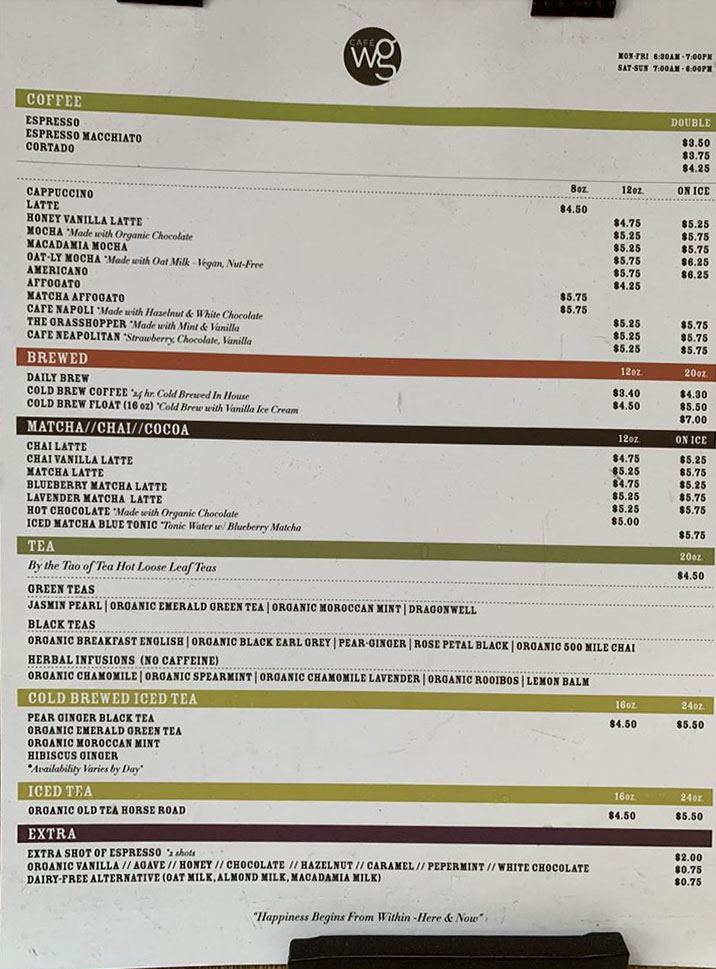 CAFÉ
wg
MON-FRI 6:30AM - 7:00PM
SAT-SUN 7:00AM - 6:00PM
COFFEE DOUBLE
ESPRESSO $3.50
ESPRESSO MACCHIATO $3.75
CORTADO $4.25
8oz. 12oz. ON ICE
CAPPUCCINO $4.50
LATTE $4.75 $5.25
HONEY VANILLA LATTE $5.25 $5.75
MOCHA *Made with Organic Chocolate $5.25 $5.75
MACADAMIA MOCHA $5.75 $6.25
OAT-LY MOCHA *Made with Oat Milk - Vegan, Nut-Free $5.75 $6.25
AMERICANO $4.25
AFFOGATO $5.75
MATCHA AFFOGATO $5.75
CAFE NAPOLI *Made with Hazelnut & White Chocolate $5.25 $5.75
THE GRASSHOPPER *Made with Mint & Vanilla $5.25 $5.75
CAFE NEAPOLITAN *Strawberry, Chocolate, Vanilla $5.25 $5.75
BREWED 12oz. 20oz.
DAILY BREW $3.40 $4.30
COLD BREW COFFEE *24 hr. Cold Brewed In House $4.50 $5.50
COLD BREW FLOAT (16 oz) *Cold Brew with Vanilla Ice Cream $7.00
MATCHA//CHAI//COCOA 12oz. ON ICE
CHAI LATTE $4.75 $5.25
CHAI VANILLA LATTE $5.25 $5.75
MATCHA LATTE $4.75 $5.25
BLUEBERRY MATCHA LATTE $5.25 $5.75
LAVENDER MATCHA LATTE $5.25 $5.75
HOT CHOCOLATE *Made with Organic Chocolate $5.00
ICED MATCHA BLUE TONIC *Tonic Water w/ Blueberry Matcha $5.75
TEA 20oz.
By the Tao of Tea Hot Loose Leaf Teas $4.50
GREEN TEAS
JASMIN PEARL | ORGANIC EMERALD GREEN TEA | ORGANIC MOROCCAN MINT | DRAGONWELL
BLACK TEAS
ORGANIC BREAKFAST ENGLISH | ORGANIC BLACK EARL GREY | PEAR-GINGER | ROSE PETAL BLACK | ORGANIC 500 MILE CHAI
HERBAL INFUSIONS (NO CAFFEINE)
ORGANIC CHAMOMILE | ORGANIC SPEARMINT | ORGANIC CHAMOMILE LAVENDER | ORGANIC ROOIBOS | LEMON BALM
COLD BREWED ICED TEA 16oz. 24oz.
PEAR GINGER BLACK TEA $4.50 $5.50
ORGANIC EMERALD GREEN TEA
ORGANIC MOROCCAN MINT
HIBISCUS GINGER
*Availability Varies by Day*
ICED TEA 16oz. 24oz.
ORGANIC OLD TEA HORSE ROAD $4.50 $5.50
EXTRA
EXTRA SHOT OF ESPRESSO *2 shots $2.00
ORGANIC VANILLA // AGAVE // HONEY // CHOCOLATE // HAZELNUT // CARAMEL // PEPERMINT // WHITE CHOCOLATE $0.75
DAIRY-FREE ALTERNATIVE (OAT MILK, ALMOND MILK, MACADAMIA MILK) $0.75
"Happiness Begins From Within - Here & Now"